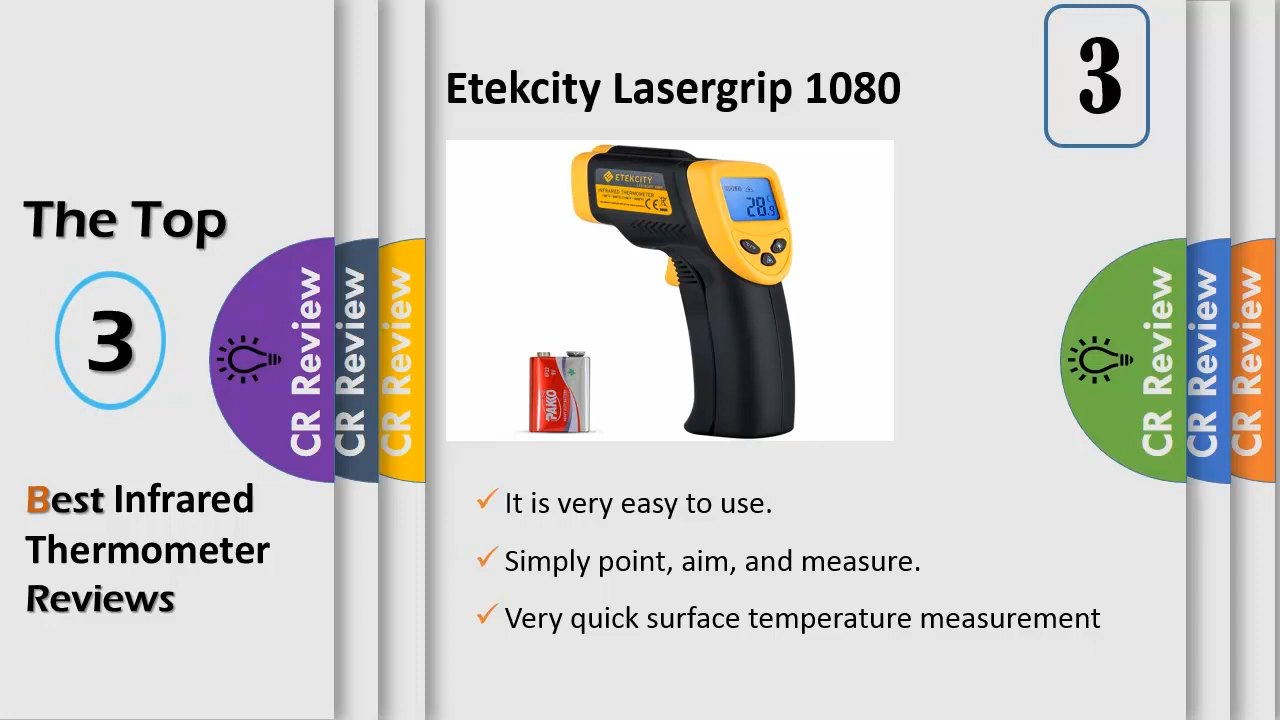 The Top
3
Best Infrared
Thermometer
Reviews
CR Review
CR Review
CR Review
Etekcity Lasergrip 1080
3
ETEKCITY
INFRARED THERMOMETER
CE
28.9
PAKKO
It is very easy to use.
Simply point, aim, and measure.
Very quick surface temperature measurement
CR Review
CR Review
CR Review